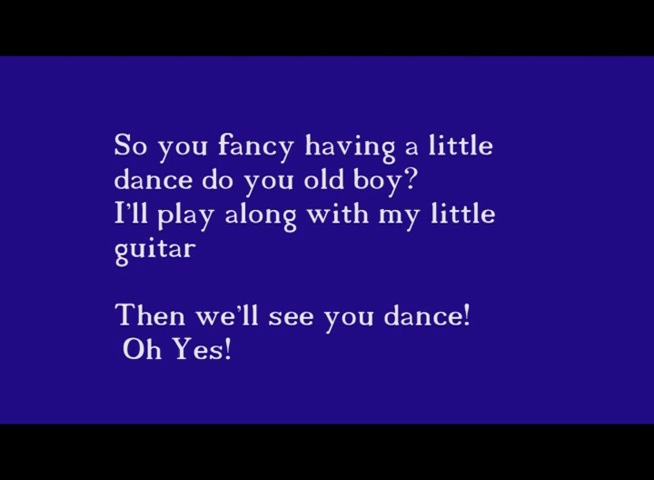 So you fancy having a little
dance do you old boy?
I'll play along with my little
guitar
Then we'll see you dance!
Oh Yes!